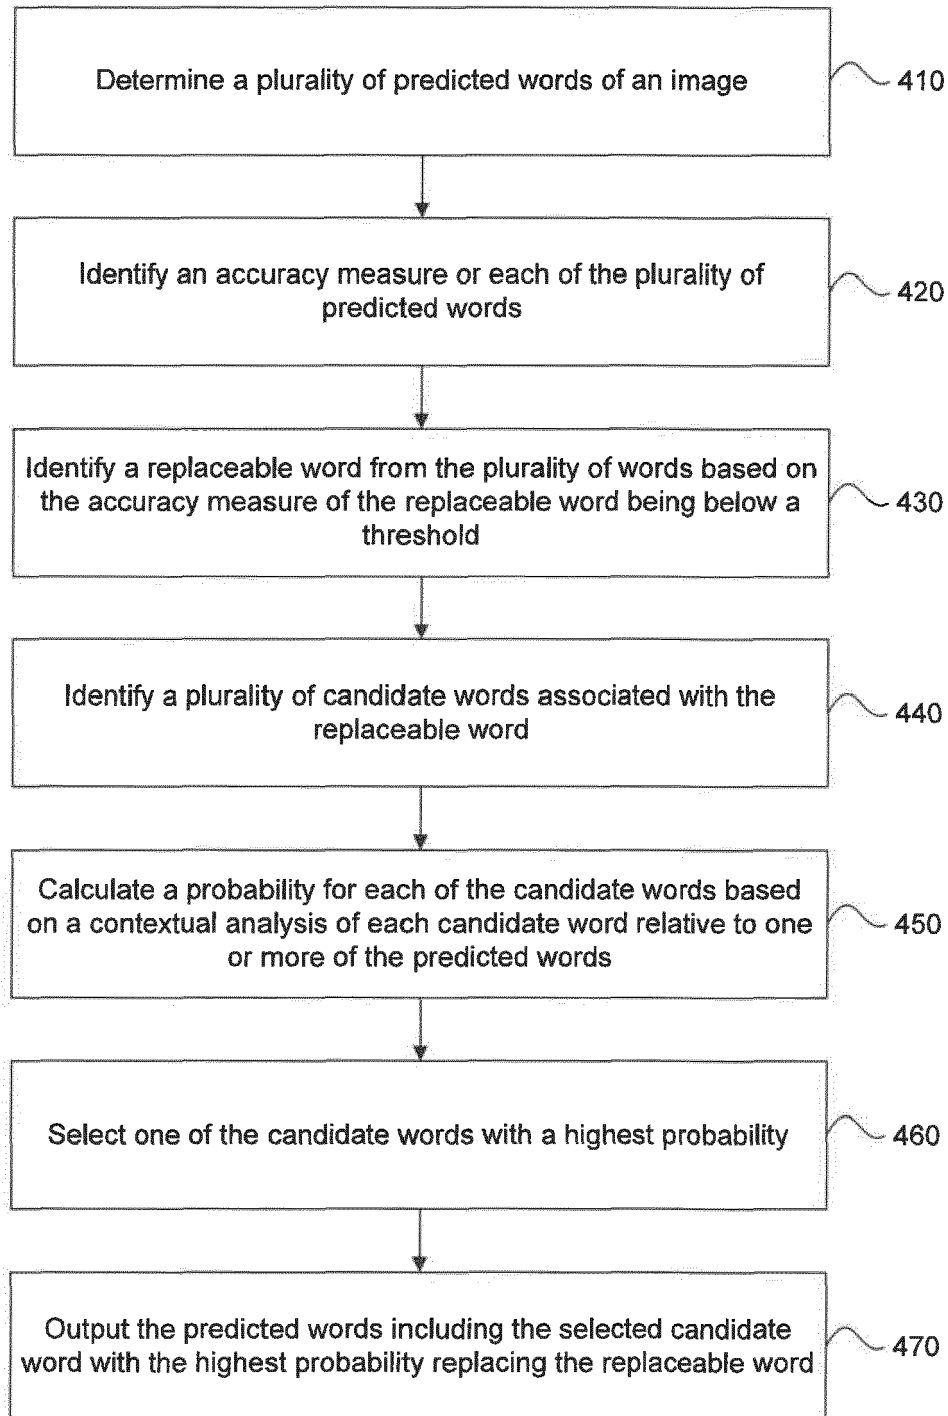 Determine a plurality of predicted words of an image
410
Identify an accuracy measure or each of the plurality of
predicted words
420
Identify a replaceable word from the plurality of words based on
the accuracy measure of the replaceable word being below a
threshold
430
Identify a plurality of candidate words associated with the
replaceable word
440
Calculate a probability for each of the candidate words based
on a contextual analysis of each candidate word relative to one
or more of the predicted words
450
Select one of the candidate words with a highest probability
460
Output the predicted words including the selected candidate
word with the highest probability replacing the replaceable word
470